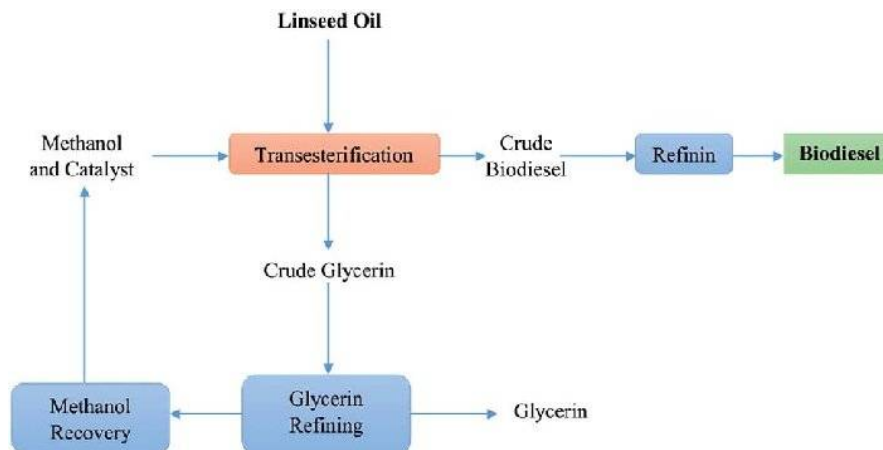 Linseed Oil
Methanol
and Catalyst
Transesterification
Crude
Biodiesel
Refinin
Biodiesel
Crude Glycerin
Methanol
Recovery
Glycerin
Refining
Glycerin